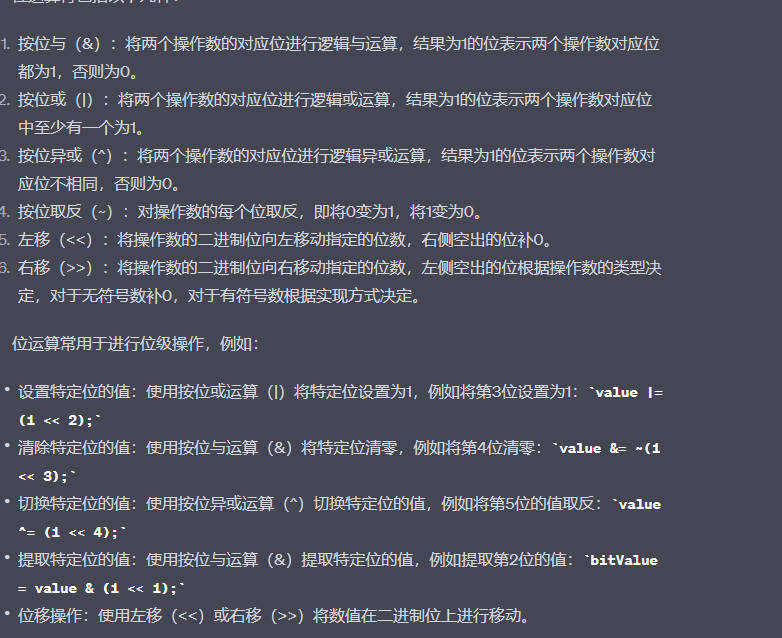 1. 按位与（&）：将两个操作数的对应位进行逻辑与运算，结果为1的位表示两个操作数对应位
都为1，否则为0。
2. 按位或（|）：将两个操作数的对应位进行逻辑或运算，结果为1的位表示两个操作数对应位
中至少有一个为1。
3. 按位异或（^）：将两个操作数的对应位进行逻辑异或运算，结果为1的位表示两个操作数对
应位不相同，否则为0。
4. 按位取反（~）：对操作数的每个位取反，即将0变为1，将1变为0。
5. 左移（<<）：将操作数的二进制位向左移动指定的位数，右侧空出的位补0。
6. 右移（>>）：将操作数的二进制位向右移动指定的位数，左侧空出的位根据操作数的类型决
定，对于无符号数补0，对于有符号数根据实现方式决定。
位运算常用于进行位级操作，例如：
• 设置特定位的值：使用按位或运算（|）将特定位设置为1，例如将第3位设置为1：`value |=
(1 << 2);`
• 清除特定位的值：使用按位与运算（&）将特定位清零，例如将第4位清零：`value &= ~(1
<< 3);`
• 切换特定位的值：使用按位异或运算（^）切换特定位的值，例如将第5位的值取反：`value
^= (1 << 4);`
• 提取特定位的值：使用按位与运算（&）提取特定位的值，例如提取第2位的值：`bitValue
= value & (1 << 1);`
• 位移操作：使用左移（<<）或右移（>>）将数值在二进制位上进行移动。